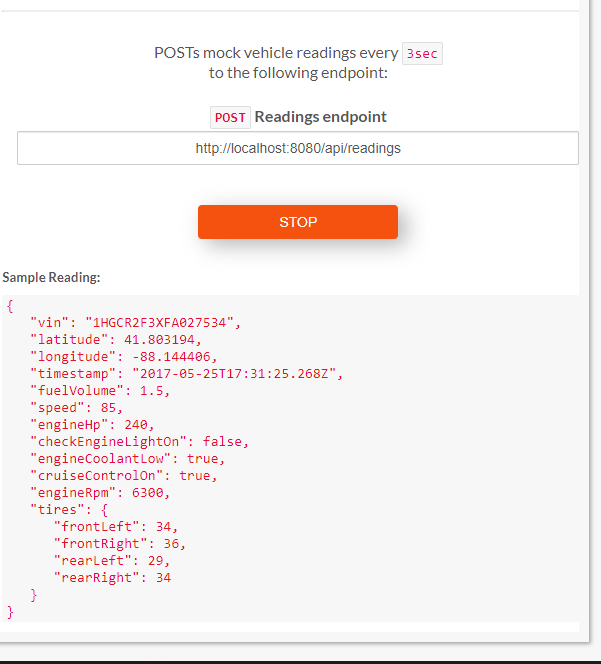 POSTs mock vehicle readings every 3sec
to the following endpoint:
POST Readings endpoint
http://localhost:8080/api/readings
STOP
Sample Reading:
{
   "vin": "1HGCR2F3XFA027534",
   "latitude": 41.803194,
   "longitude": -88.144406,
   "timestamp": "2017-05-25T17:31:25.268Z",
   "fuelVolume": 1.5,
   "speed": 85,
   "engineHp": 240,
   "checkEngineLightOn": false,
   "engineCoolantLow": true,
   "cruiseControlOn": true,
   "engineRpm": 6300,
   "tires": {
      "frontLeft": 34,
      "frontRight": 36,
      "rearLeft": 29,
      "rearRight": 34
   }
}